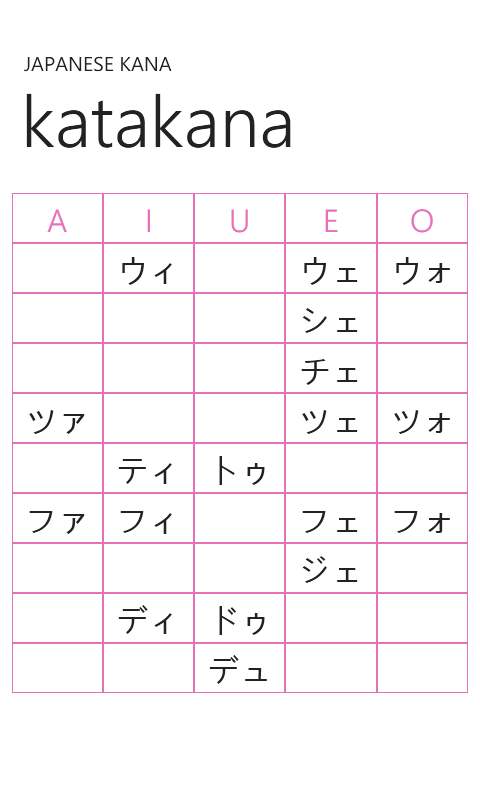 JAPANESE KANA
katakana
A I U E O
ウィ ウェ ウォ
シェ
チェ
ツァ ツェ ツォ
ティ トゥ
ファ フィ フェ フォ
ジェ
ディ ドゥ
デュ